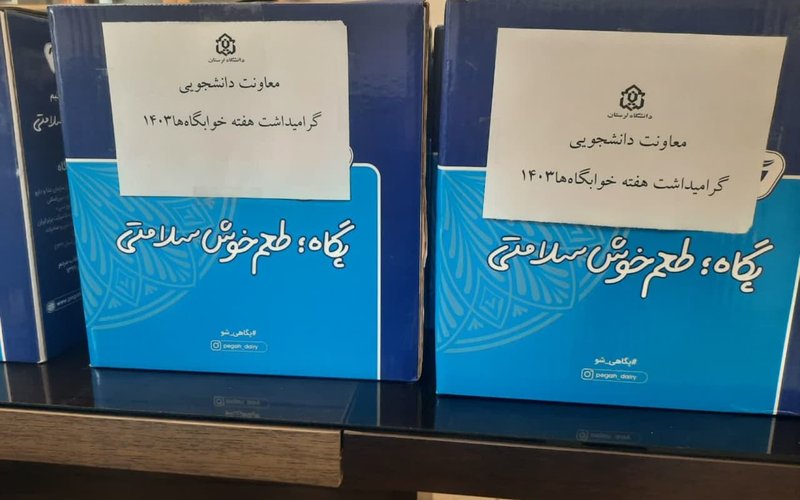 دانشگاه لرستان
معاونت دانشجویی
گرامیداشت هفته خوابگاه‌ها ۱۴۰۳
پگاه؛ طعم خوش سلامتی
#پگاهی_شو
pegah_dairy
دانشگاه لرستان
معاونت دانشجویی
گرامیداشت هفته خوابگاه‌ها ۱۴۰۳
پگاه؛ طعم خوش سلامتی
#پگاهی_شو
pegah_dairy
سلامتی